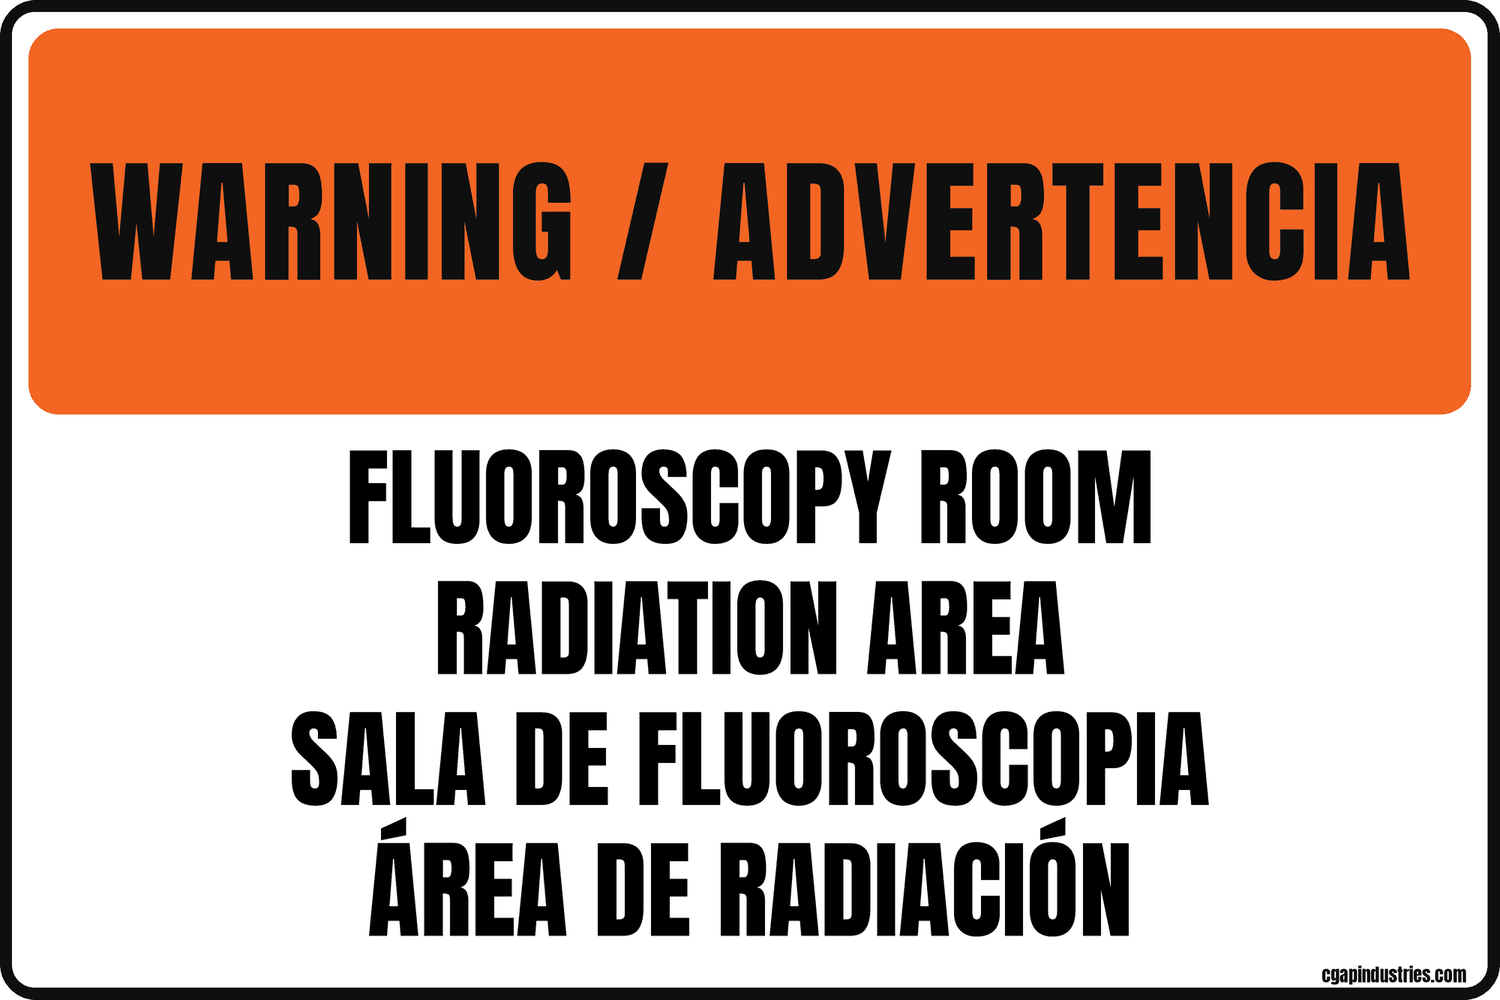 WARNING / ADVERTENCIA
FLUOROSCOPY ROOM
RADIATION AREA
SALA DE FLUOROSCOPIA
ÁREA DE RADIACIÓN
cgapindustries.com